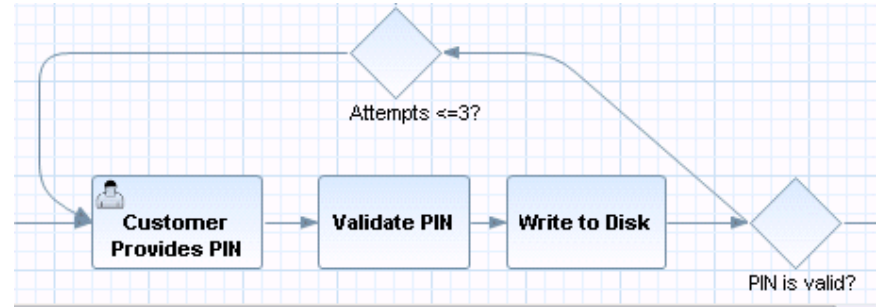 Attempts <=3?
Customer
Provides PIN
Validate PIN
Write to Disk
PIN is valid?